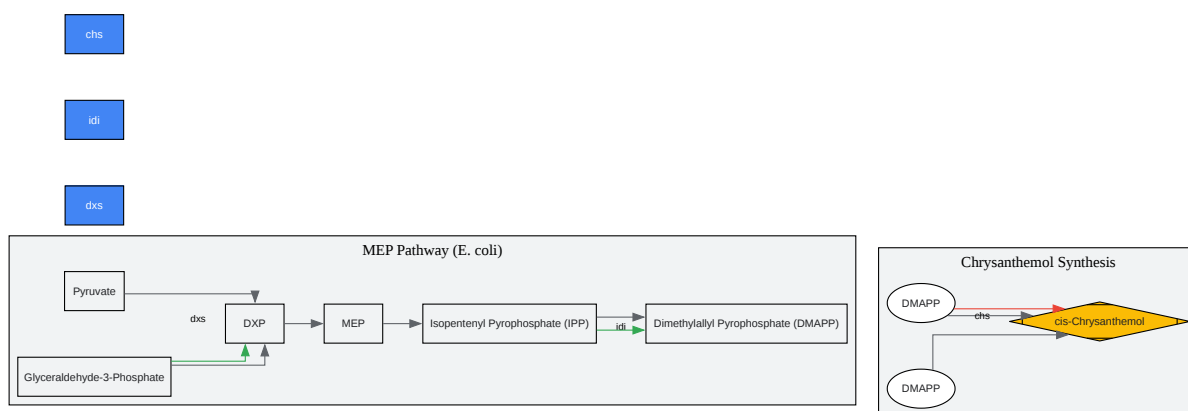 chs
idi
dxs
MEP Pathway (E. coli)
Pyruvate
dxs
DXP
MEP
Isopentenyl Pyrophosphate (IPP)
idi
Dimethylallyl Pyrophosphate (DMAPP)
Glyceraldehyde-3-Phosphate
Chrysanthemol Synthesis
DMAPP
chs
cis-Chrysanthemol
DMAPP